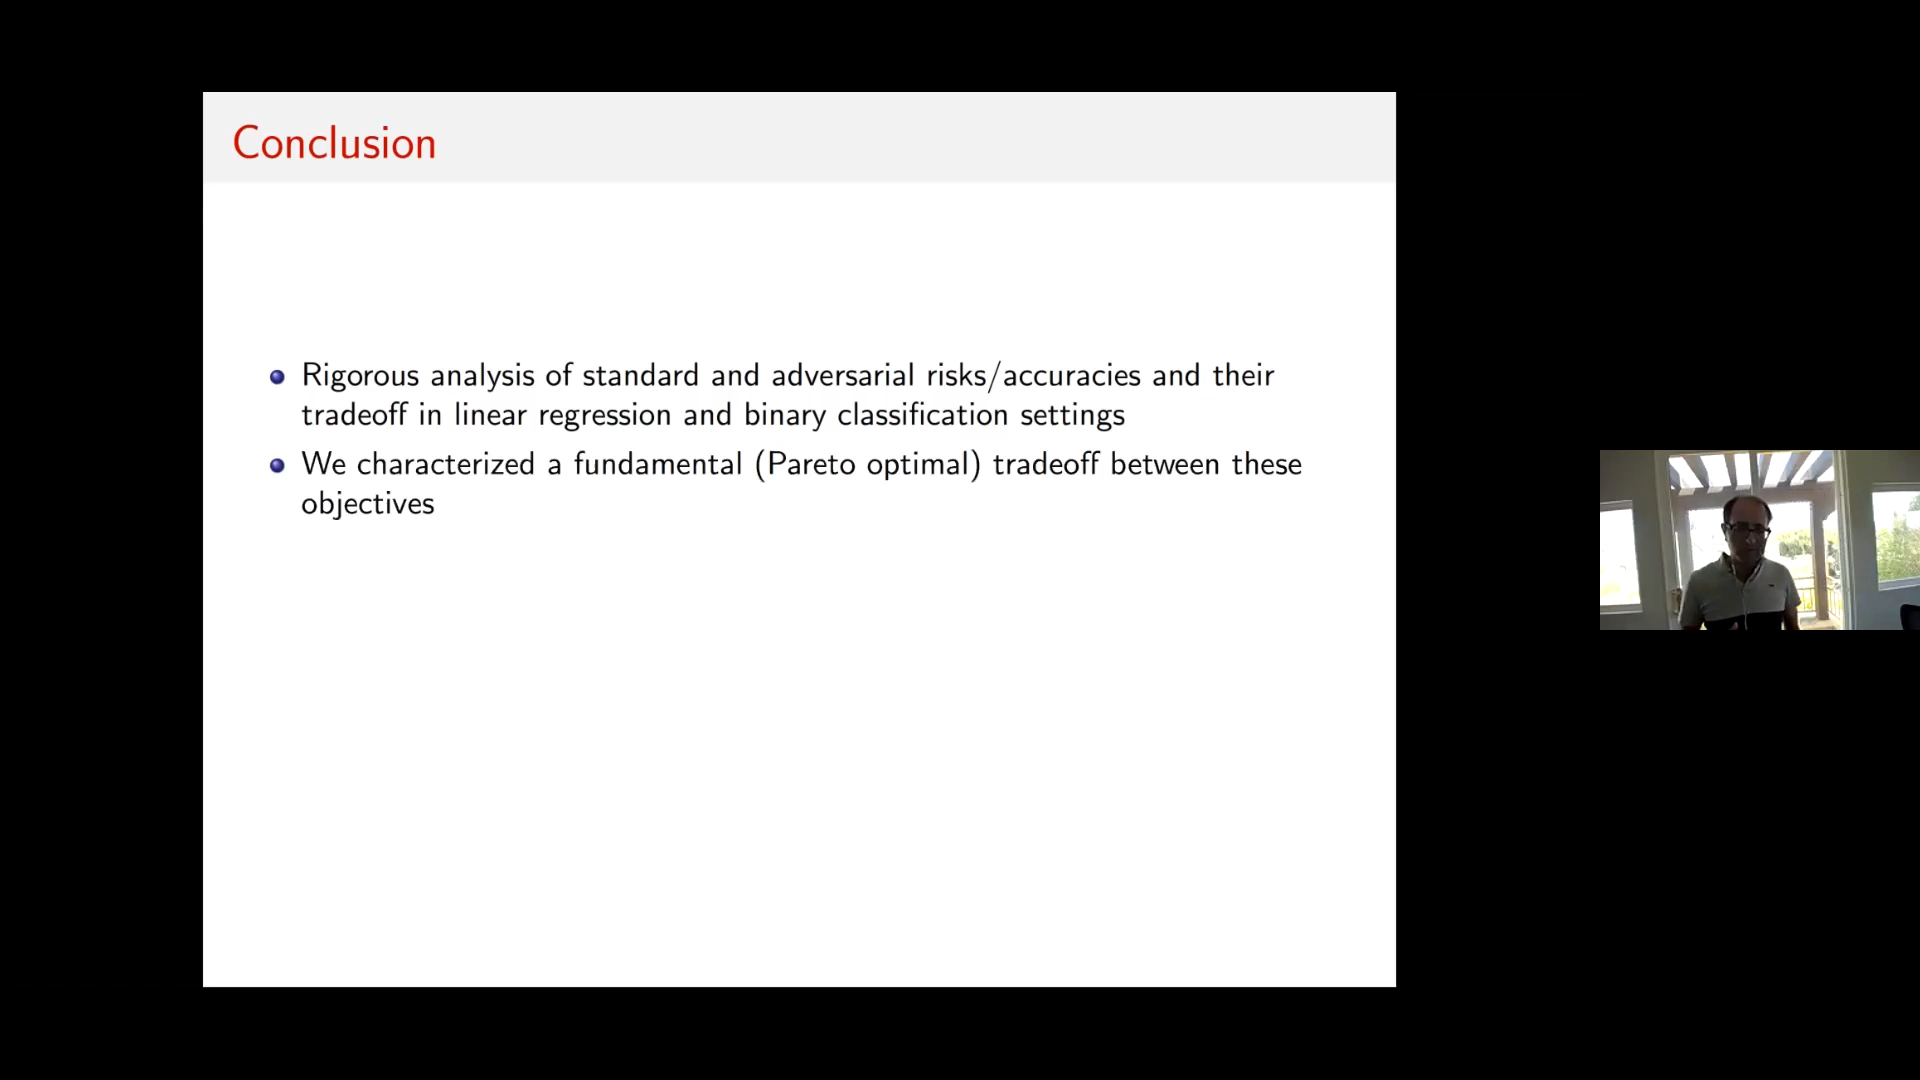 Conclusion
Rigorous analysis of standard and adversarial risks/accuracies and their
tradeoff in linear regression and binary classification settings
We characterized a fundamental (Pareto optimal) tradeoff between these
objectives